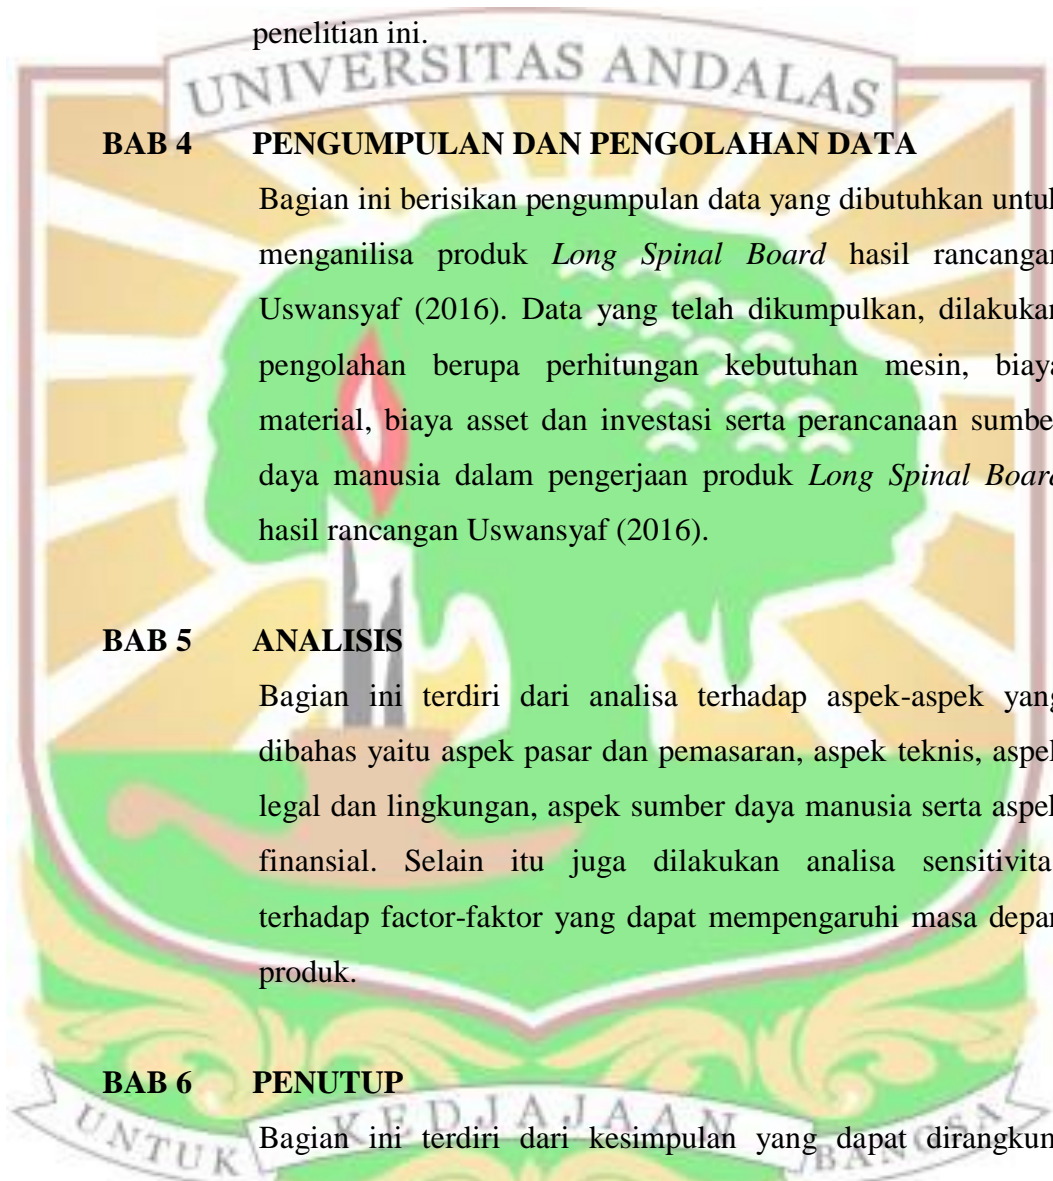 penelitian ini.
UNIVERSITAS ANDALAS
BAB 4 PENGUMPULAN DAN PENGOLAHAN DATA
Bagian ini berisikan pengumpulan data yang dibutuhkan untuk
menganilisa produk Long Spinal Board hasil rancangan
Uswansyaf (2016). Data yang telah dikumpulkan, dilakukan
pengolahan berupa perhitungan kebutuhan mesin, biaya
material, biaya asset dan investasi serta perancanaan sumber
daya manusia dalam pengerjaan produk Long Spinal Board
hasil rancangan Uswansyaf (2016).
BAB 5 ANALISIS
Bagian ini terdiri dari analisa terhadap aspek-aspek yang
dibahas yaitu aspek pasar dan pemasaran, aspek teknis, aspek
legal dan lingkungan, aspek sumber daya manusia serta aspek
finansial. Selain itu juga dilakukan analisa sensitivita
terhadap factor-faktor yang dapat mempengaruhi masa depan
produk.
BAB 6 PENUTUP
UNTUK KEDJAJAAN BANGSA
Bagian ini terdiri dari kesimpulan yang dapat dirangkum